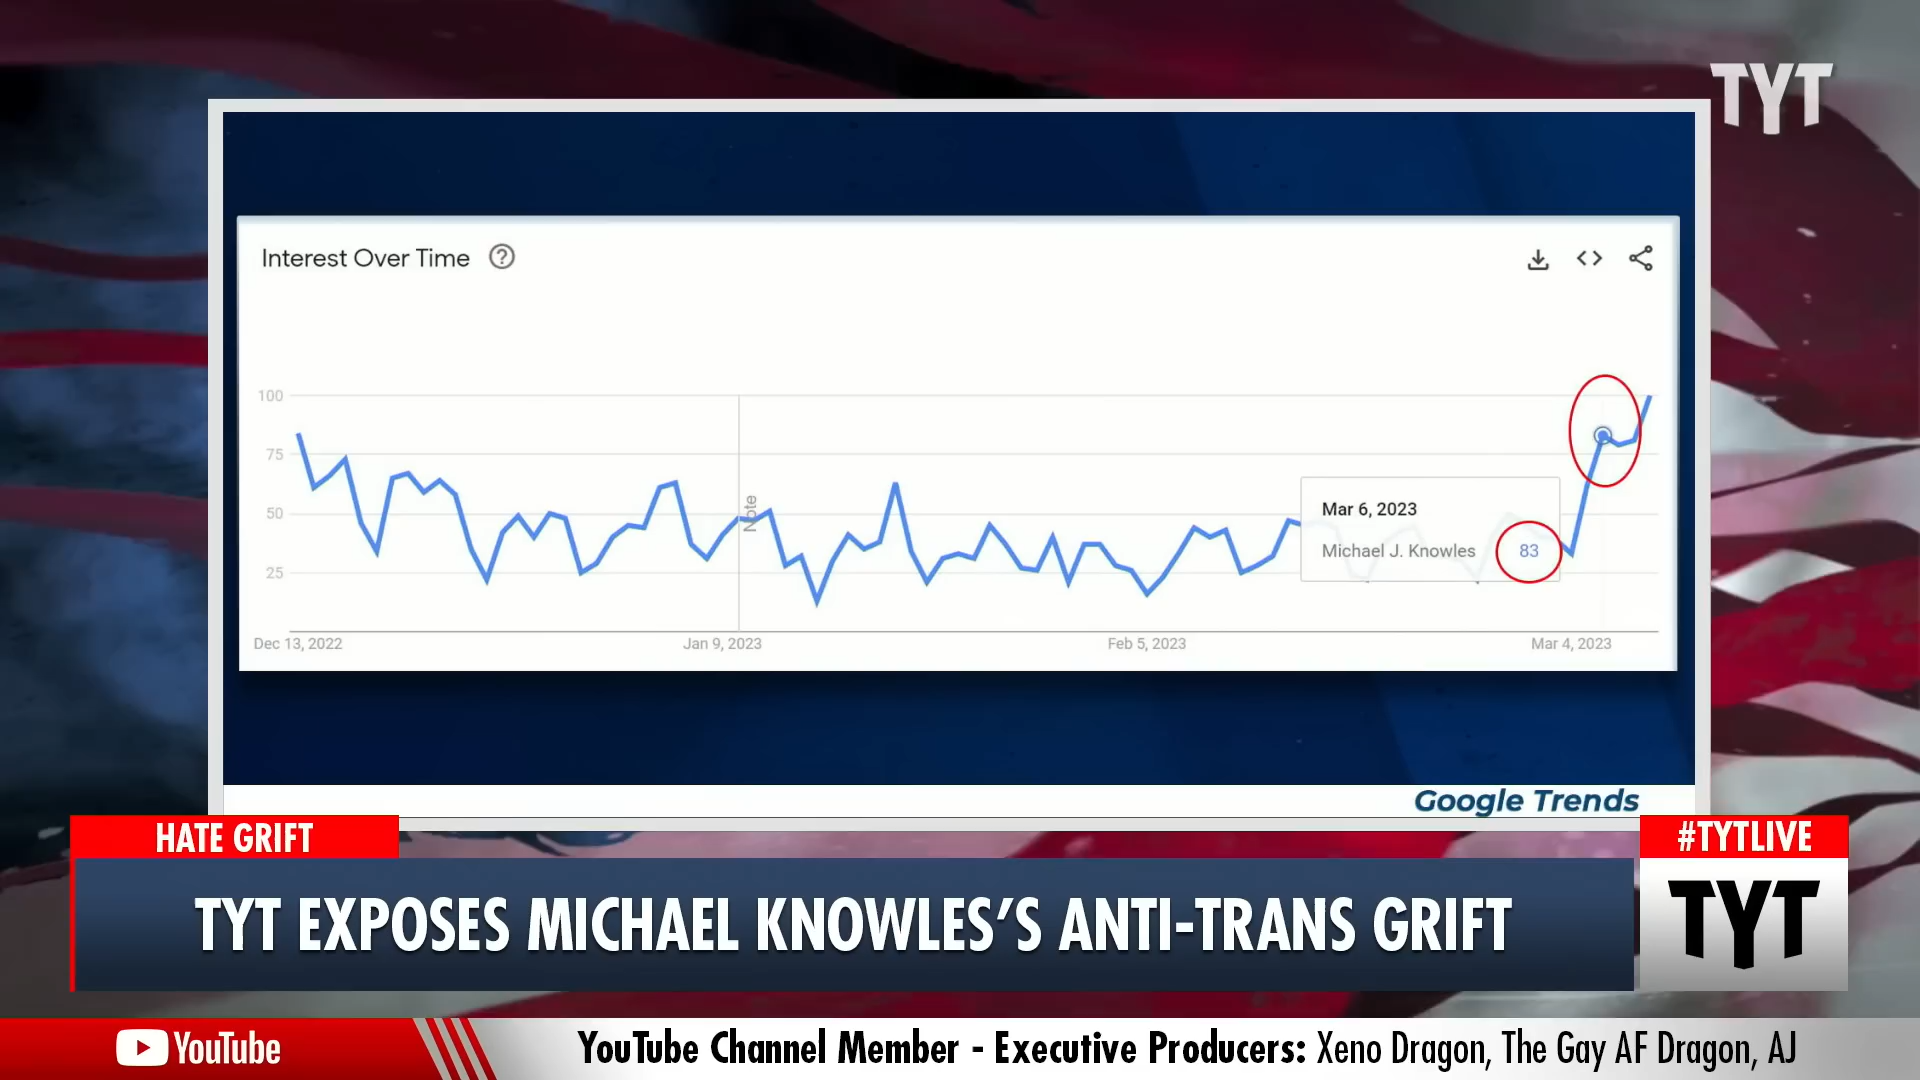 TYT
Interest Over Time
100
75
50
25
Note
Mar 6, 2023
Michael J. Knowles 83
Dec 13, 2022 Jan 9, 2023 Feb 5, 2023 Mar 4, 2023
Google Trends
HATE GRIFT
#TYTLIVE
TYT EXPOSES MICHAEL KNOWLES’S ANTI-TRANS GRIFT
TYT
YouTube
YouTube Channel Member - Executive Producers: Xeno Dragon, The Gay AF Dragon, AJ